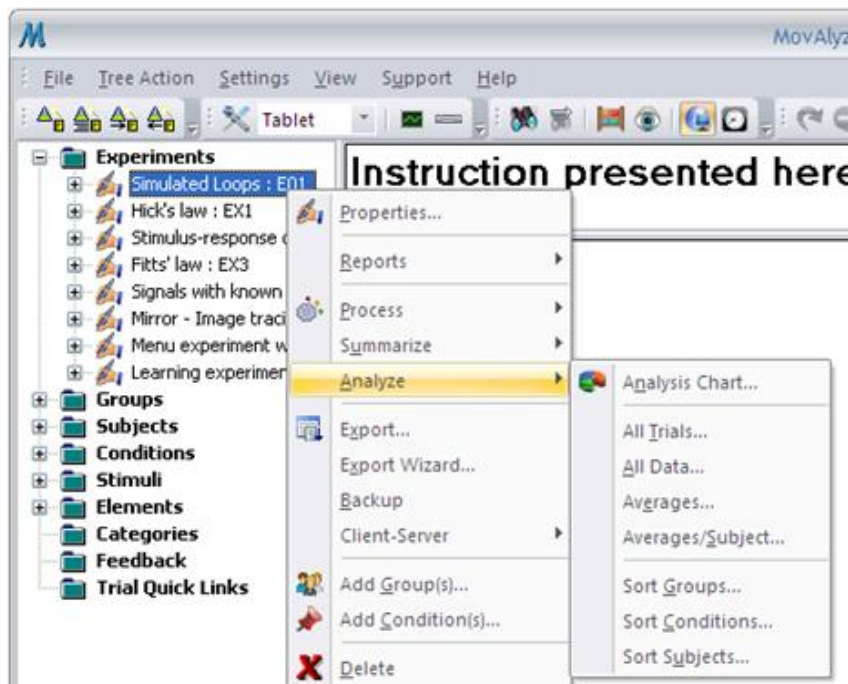 MovAlyz
File Tree Action Settings View Support Help
Tablet
Experiments
Simulated Loops : E01
Hick's law : EX1
Stimulus-response
Fitts' law : EX3
Signals with known
Mirror - Image traci
Menu experiment w
Learning experimen
Groups
Subjects
Conditions
Stimuli
Elements
Categories
Feedback
Trial Quick Links
Instruction presented here
Properties...
Reports
Process
Summarize
Analyze
Export...
Export Wizard...
Backup
Client-Server
Add Group(s)...
Add Condition(s)...
Delete
Analysis Chart...
All Trials...
All Data...
Averages...
Averages/Subject...
Sort Groups...
Sort Conditions...
Sort Subjects...